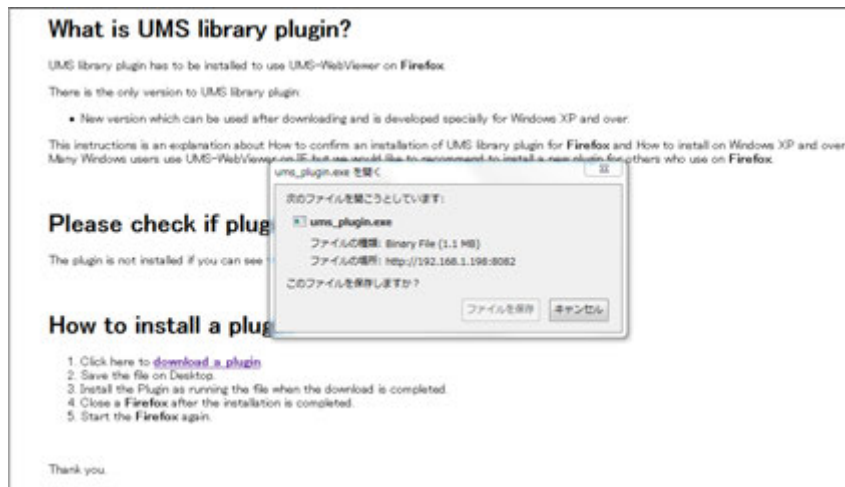 What is UMS library plugin?
UMS library plugin has to be installed to use UMS-WebViewer on Firefox
There is the only version to UMS library plugin:
• New version which can be used after downloading and is developed specially for Windows XP and over.
This instructions is an explanation about How to confirm an installation of UMS library plugin for Firefox and How to install on Windows XP and over
Many Windows users use UMS-WebViewer on IE but we would like to recommend to install a new plugin for others who use on Firefox
ums_plugin.exe を開く
次のファイルを開こうとしています:
ums_plugin.exe
ファイルの種類: Binary File (1.1 MB)
ファイルの場所: http://192.168.1.198:8082
このファイルを保存しますか?
ファイルを保存 キャンセル
Please check if plug
The plugin is not installed if you can see
How to install a plug
1. Click here to download a plugin
2. Save the file on Desktop.
3. Install the Plugin as running the file when the download is completed.
4. Close a Firefox after the installation is completed.
5. Start the Firefox again.
Thank you.